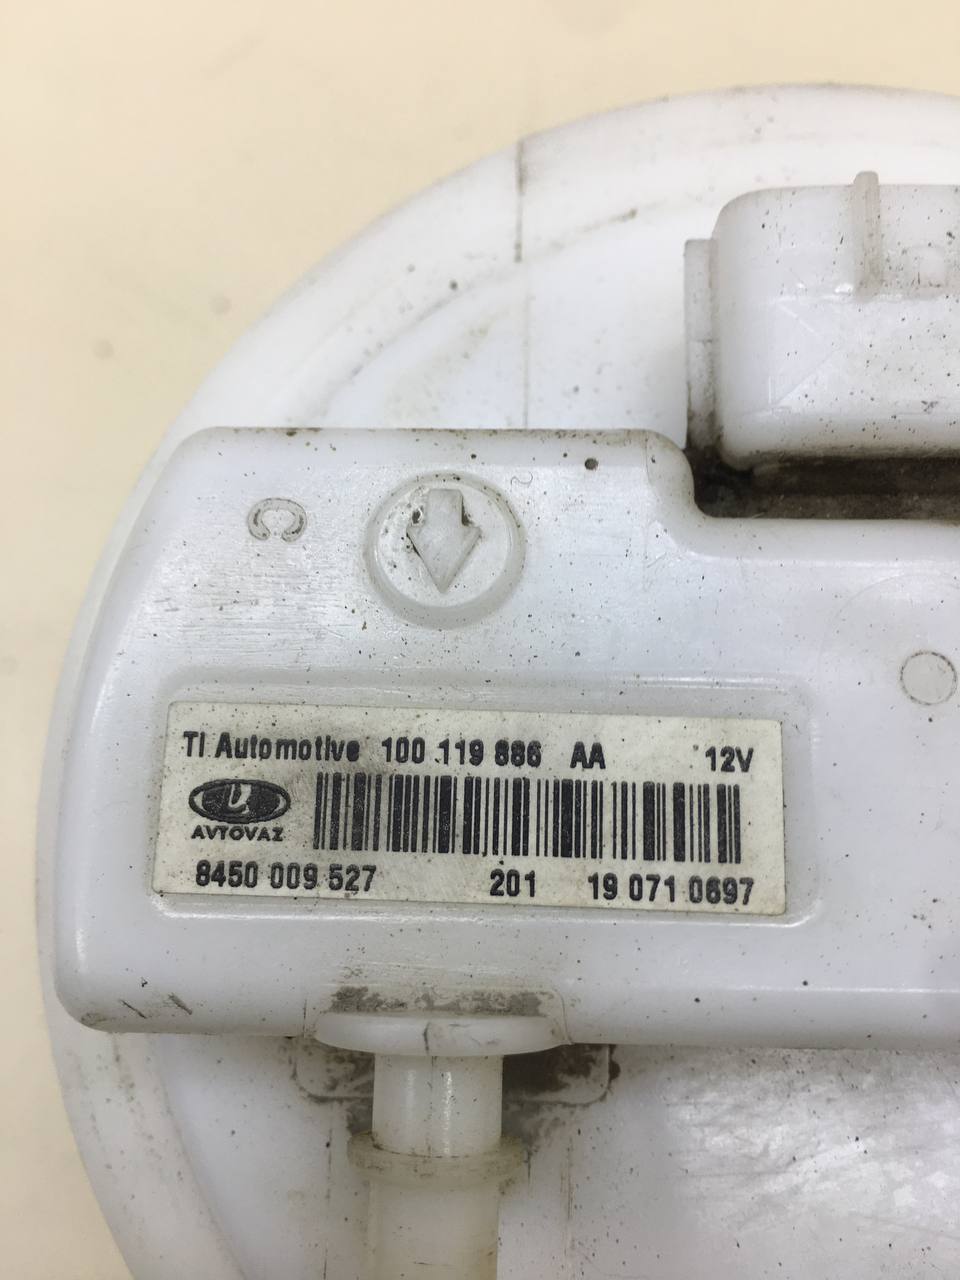 TI Automotive 100 119 886 AA 12V
AVTOVAZ
8450 009 527 201 19 071 0697